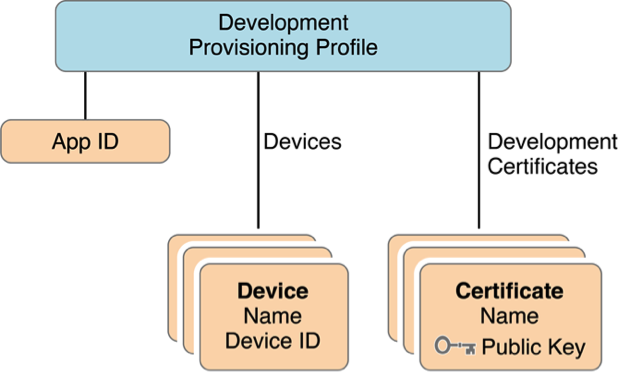 Development
Provisioning Profile
App ID
Devices
Development
Certificates
Device
Name
Device ID
Certificate
Name
Public Key